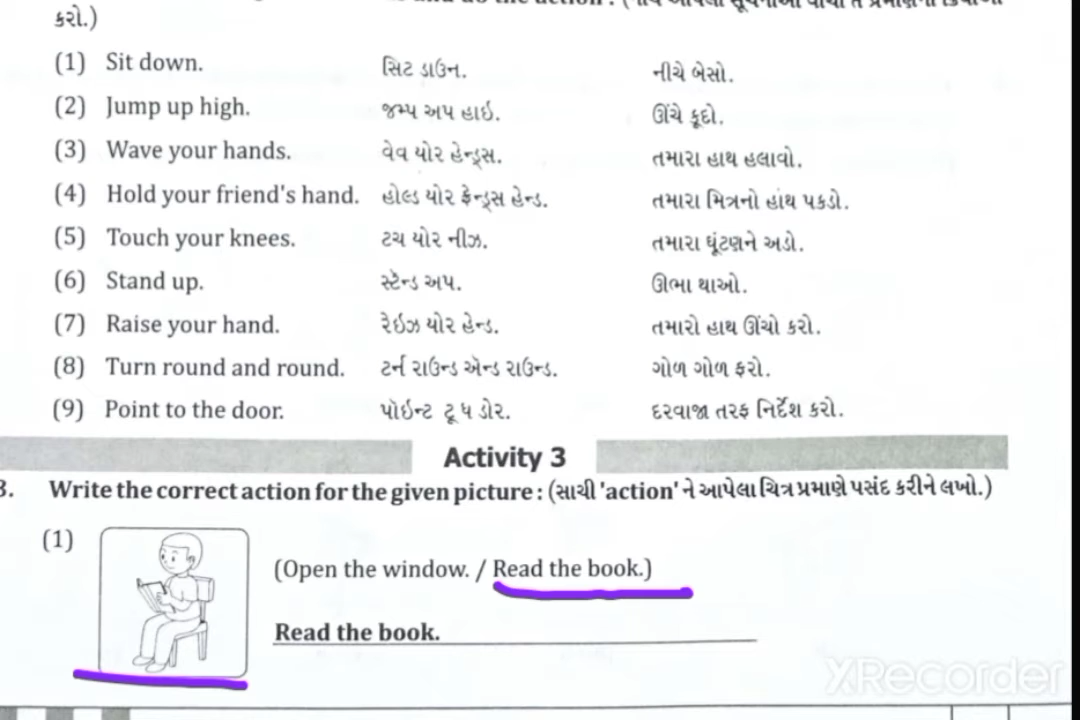 કરો.)
(1) Sit down. સિટ ડાઉન. નીચે બેસો.
(2) Jump up high. જમ્પ અપ હાઇ. ઊંચે કૂદો.
(3) Wave your hands. વેવ યોર હેન્ડ્સ. તમારા હાથ હલાવો.
(4) Hold your friend's hand. હોલ્ડ યોર ફ્રેન્ડ્સ હેન્ડ. તમારા મિત્રનો હાંથ પકડો.
(5) Touch your knees. ટચ યોર નીઝ. તમારા ઘૂંટણને અડો.
(6) Stand up. સ્ટૅન્ડ અપ. ઊભા થાઓ.
(7) Raise your hand. રેઇઝ યોર હેન્ડ. તમારો હાથ ઊંચો કરો.
(8) Turn round and round. ટર્ન રાઉન્ડ ઍન્ડ રાઉન્ડ. ગોળ ગોળ ફરો.
(9) Point to the door. પૉઇન્ટ ટૂ ધ ડોર. દરવાજા તરફ નિર્દેશ કરો.
Activity 3
3. Write the correct action for the given picture : (સાચી 'action' ને આપેલા ચિત્ર પ્રમાણે પસંદ કરીને લખો.)
(1) (Open the window. / Read the book.)
Read the book.
XRecorder